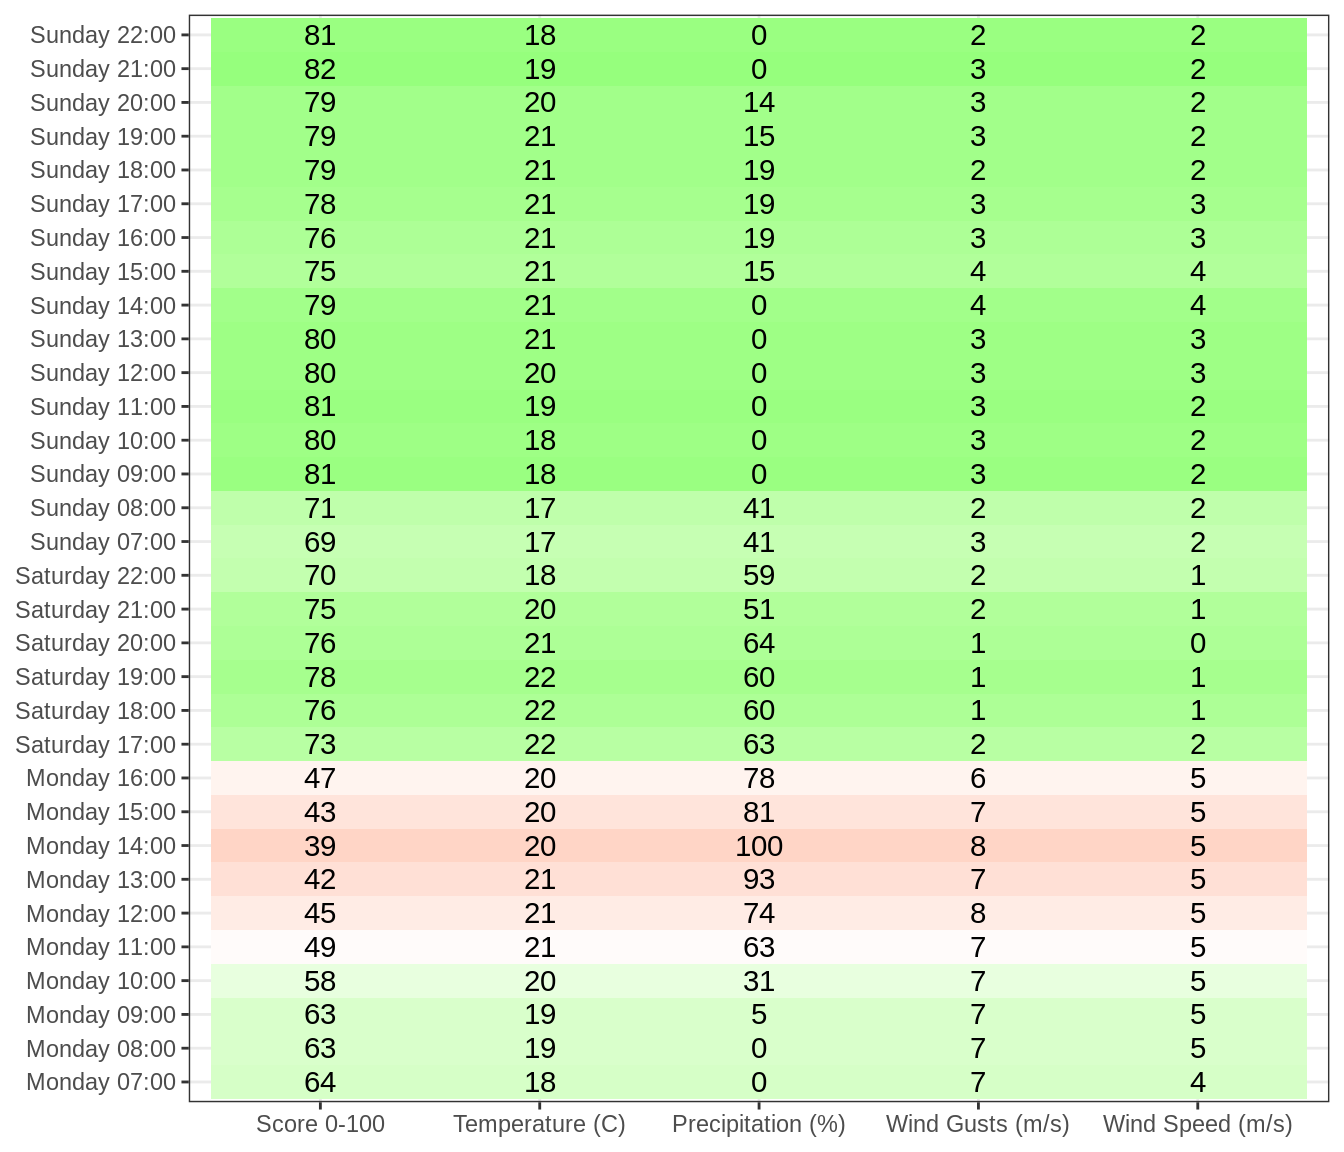 Sunday 22:00 81 18 0 2 2
Sunday 21:00 82 19 0 3 2
Sunday 20:00 79 20 14 3 2
Sunday 19:00 79 21 15 3 2
Sunday 18:00 79 21 19 2 2
Sunday 17:00 78 21 19 3 3
Sunday 16:00 76 21 19 3 3
Sunday 15:00 75 21 15 4 4
Sunday 14:00 79 21 0 4 4
Sunday 13:00 80 21 0 3 3
Sunday 12:00 80 20 0 3 3
Sunday 11:00 81 19 0 3 2
Sunday 10:00 80 18 0 3 2
Sunday 09:00 81 18 0 3 2
Sunday 08:00 71 17 41 2 2
Sunday 07:00 69 17 41 3 2
Saturday 22:00 70 18 59 2 1
Saturday 21:00 75 20 51 2 1
Saturday 20:00 76 21 64 1 0
Saturday 19:00 78 22 60 1 1
Saturday 18:00 76 22 60 1 1
Saturday 17:00 73 22 63 2 2
Monday 16:00 47 20 78 6 5
Monday 15:00 43 20 81 7 5
Monday 14:00 39 20 100 8 5
Monday 13:00 42 21 93 7 5
Monday 12:00 45 21 74 8 5
Monday 11:00 49 21 63 7 5
Monday 10:00 58 20 31 7 5
Monday 09:00 63 19 5 7 5
Monday 08:00 63 19 0 7 5
Monday 07:00 64 18 0 7 4
Score 0-100 Temperature (C) Precipitation (%) Wind Gusts (m/s) Wind Speed (m/s)